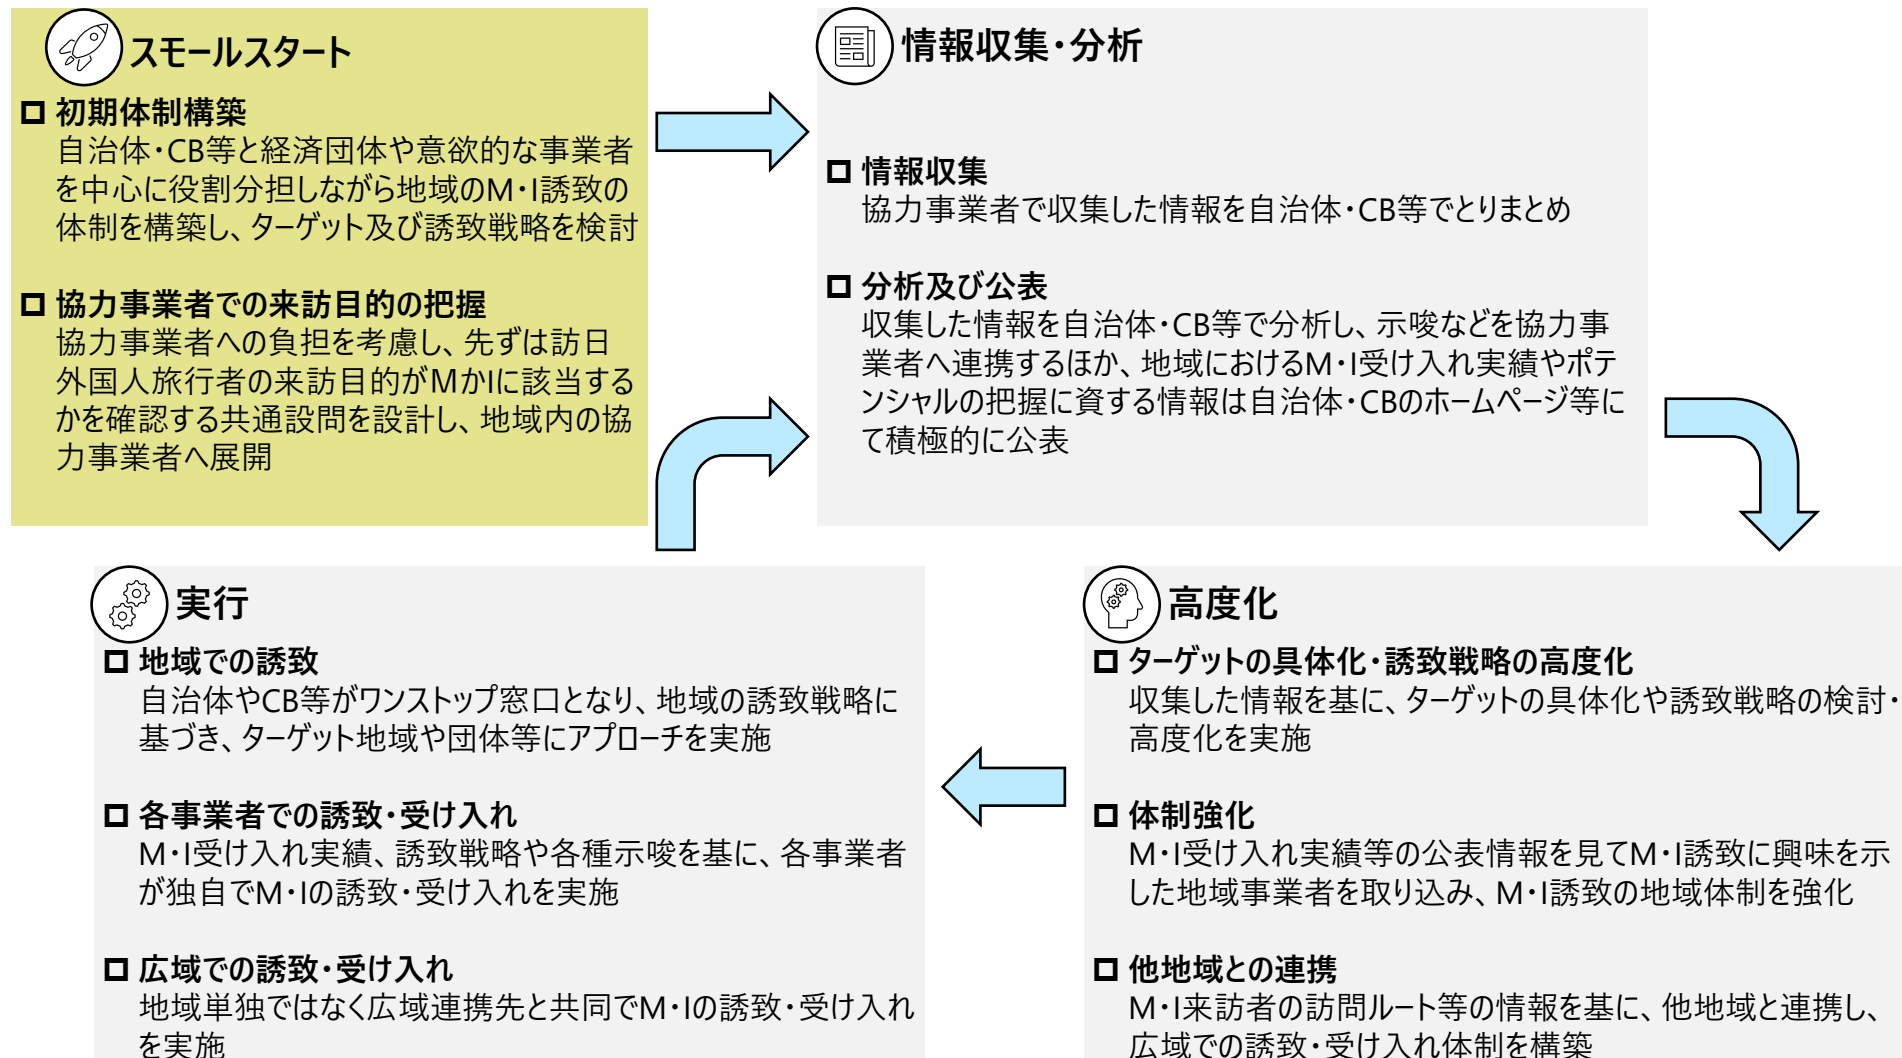 スモールスタート
初期体制構築
自治体・CB等と経済団体や意欲的な事業者
を中心に役割分担しながら地域のM・I誘致の
体制を構築し、ターゲット及び誘致戦略を検討
協力事業者での来訪目的の把握
協力事業者への負担を考慮し、先ずは訪日
外国人旅行者の来訪目的がMかIに該当する
かを確認する共通設問を設計し、地域内の協
力事業者へ展開
情報収集・分析
情報収集
協力事業者で収集した情報を自治体・CB等でとりまとめ
分析及び公表
収集した情報を自治体・CB等で分析し、示唆などを協力事
業者へ連携するほか、地域におけるM・I受け入れ実績やポテ
ンシャルの把握に資する情報は自治体・CBのホームページ等に
て積極的に公表
実行
地域での誘致
自治体やCB等がワンストップ窓口となり、地域の誘致戦略に
基づき、ターゲット地域や団体等にアプローチを実施
各事業者での誘致・受け入れ
M・I受け入れ実績、誘致戦略や各種示唆を基に、各事業者
が独自でM・Iの誘致・受け入れを実施
広域での誘致・受け入れ
地域単独ではなく広域連携先と共同でM・Iの誘致・受け入れ
を実施
高度化
ターゲットの具体化・誘致戦略の高度化
収集した情報を基に、ターゲットの具体化や誘致戦略の検討・
高度化を実施
体制強化
M・I受け入れ実績等の公表情報を見てM・I誘致に興味を示
した地域事業者を取り込み、M・I誘致の地域体制を強化
他地域との連携
M・I来訪者の訪問ルート等の情報を基に、他地域と連携し、
広域での誘致・受け入れ体制を構築